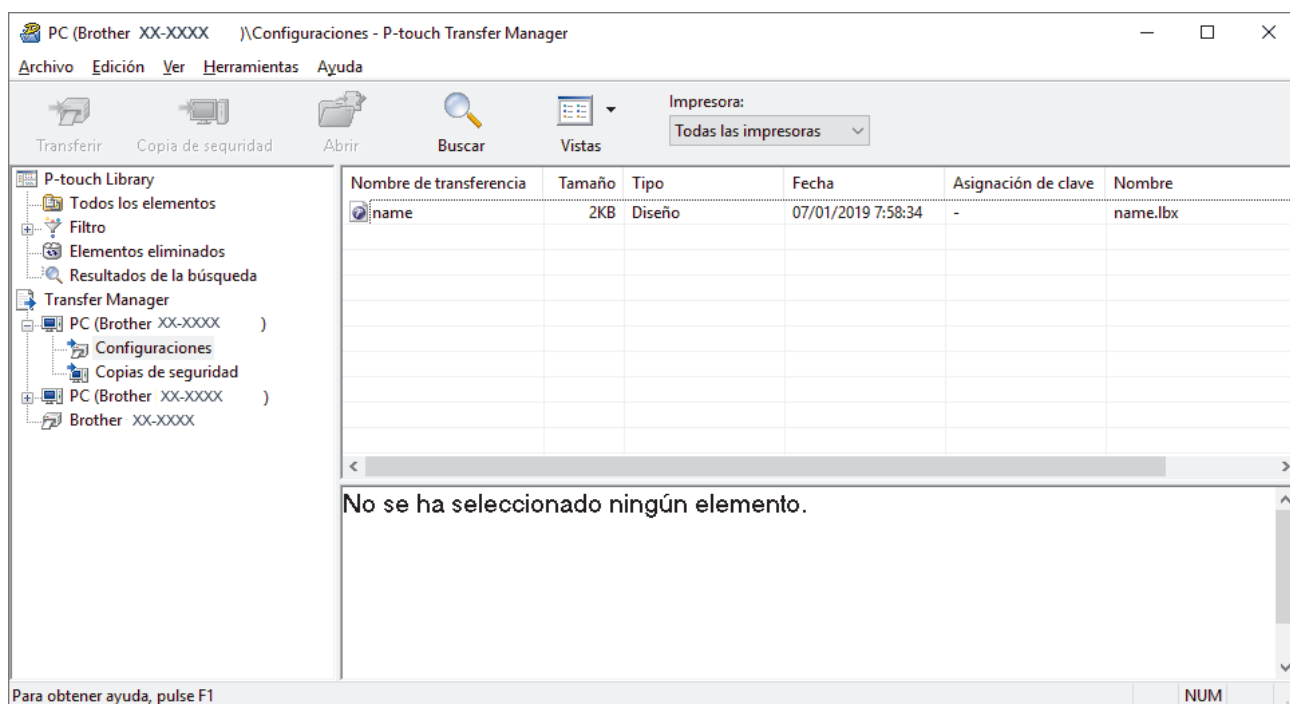 PC (Brother XX-XXXX )\Configuraciones - P-touch Transfer Manager
Archivo Edición Ver Herramientas Ayuda
Transferir Copia de seguridad Abrir Buscar Vistas
Impresora:
Todas las impresoras
P-touch Library
Todos los elementos
Filtro
Elementos eliminados
Resultados de la búsqueda
Transfer Manager
PC (Brother XX-XXXX )
Configuraciones
Copias de seguridad
PC (Brother XX-XXXX )
Brother XX-XXXX
Nombre de transferencia Tamaño Tipo Fecha Asignación de clave Nombre
name 2KB Diseño 07/01/2019 7:58:34 - name.lbx
No se ha seleccionado ningún elemento.
Para obtener ayuda, pulse F1 NUM